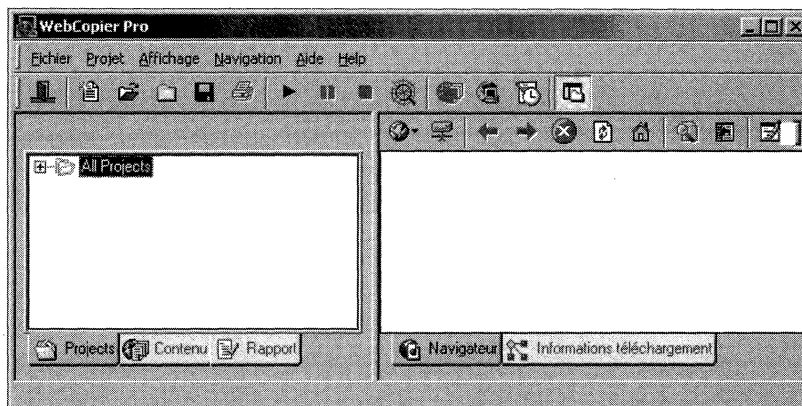 WebCopier Pro
Fichier Projet Affichage Navigation Aide Help
All Projects
Projects Contenu Rapport Navigateur Informations téléchargement